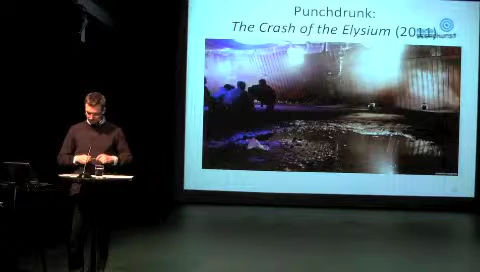 Punchdrunk:
The Crash of the Elysium (2011)